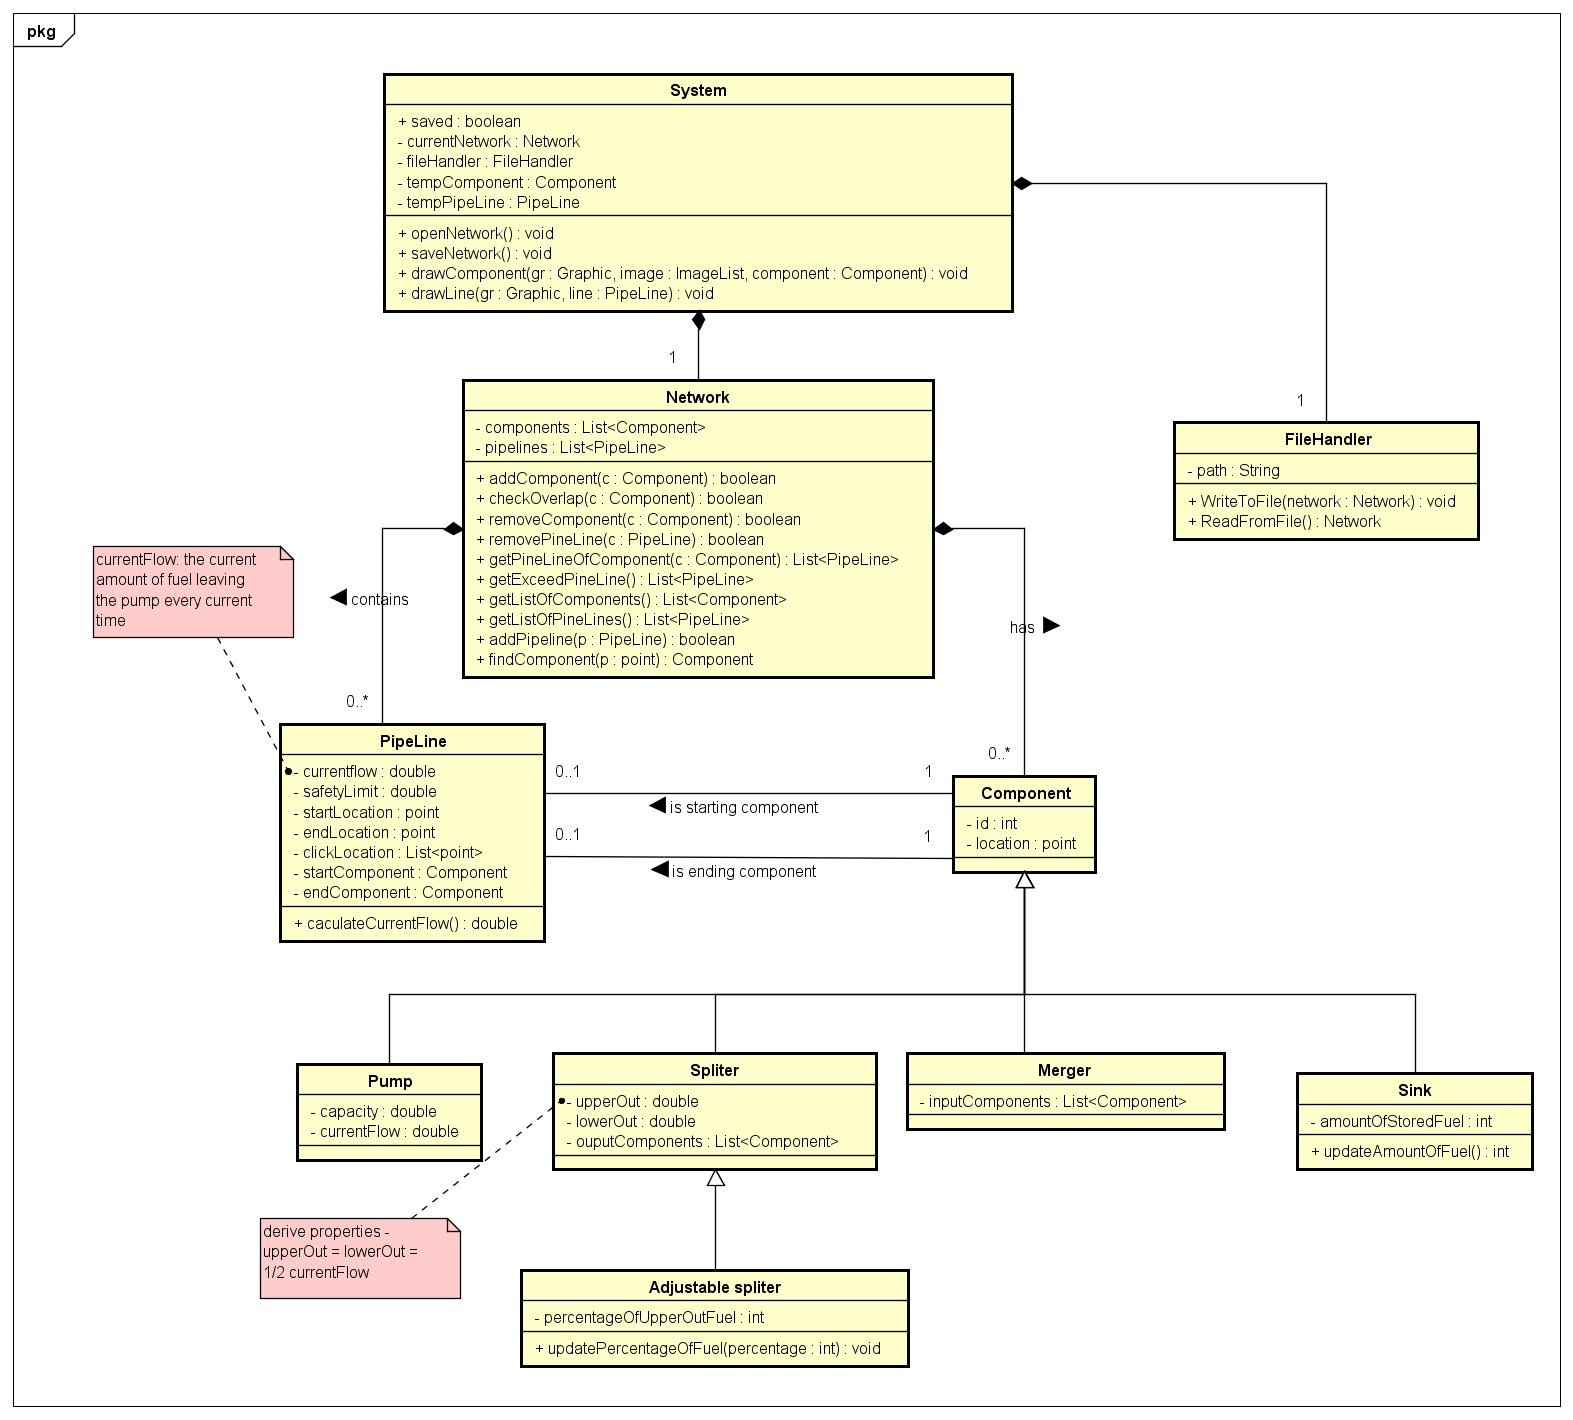 pkg
System
+ saved : boolean
- currentNetwork : Network
- fileHandler : FileHandler
- tempComponent : Component
- tempPipeLine : PipeLine
+ openNetwork() : void
+ saveNetwork() : void
+ drawComponent(gr : Graphic, image : ImageList, component : Component) : void
+ drawLine(gr : Graphic, line : PipeLine) : void
1
1
Network
- components : List<Component>
- pipelines : List<PipeLine>
+ addComponent(c : Component) : boolean
+ checkOverlap(c : Component) : boolean
+ removeComponent(c : Component) : boolean
+ removePineLine(c : PipeLine) : boolean
+ getPineLineOfComponent(c : Component) : List<PipeLine>
+ getExceedPineLine() : List<PipeLine>
+ getListOfComponents() : List<Component>
+ getListOfPineLines() : List<PipeLine>
+ addPipeline(p : PipeLine) : boolean
+ findComponent(p : point) : Component
FileHandler
- path : String
+ WriteToFile(network : Network) : void
+ ReadFromFile() : Network
currentFlow: the current
amount of fuel leaving
the pump every current
time
contains
has
0..*
0..*
PipeLine
- currentflow : double
- safetyLimit : double
- startLocation : point
- endLocation : point
- clickLocation : List<point>
- startComponent : Component
- endComponent : Component
+ caculateCurrentFlow() : double
0..1
1
is starting component
0..1
1
is ending component
Component
- id : int
- location : point
Pump
- capacity : double
- currentFlow : double
Spliter
- upperOut : double
- lowerOut : double
- ouputComponents : List<Component>
Merger
- inputComponents : List<Component>
Sink
- amountOfStoredFuel : int
+ updateAmountOfFuel() : int
derive properties -
upperOut = lowerOut =
1/2 currentFlow
Adjustable spliter
- percentageOfUpperOutFuel : int
+ updatePercentageOfFuel(percentage : int) : void